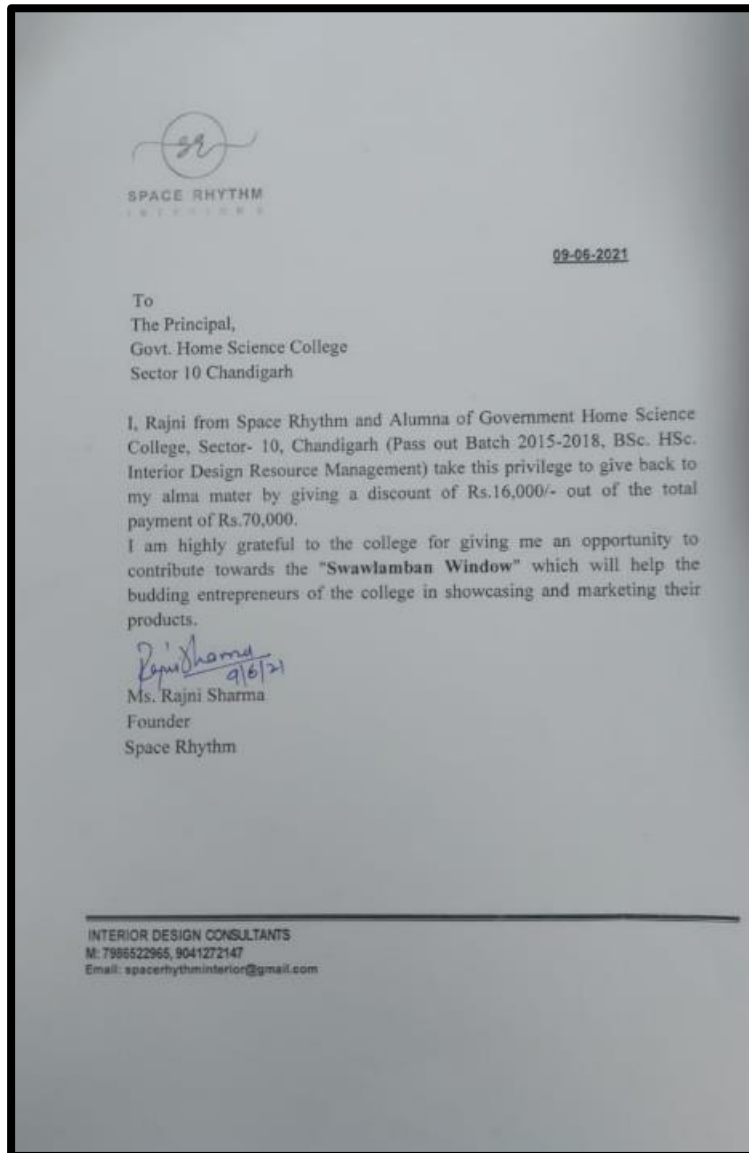 SR
SPACE RHYTHM
INTERIORS
09-06-2021
To
The Principal,
Govt. Home Science College
Sector 10 Chandigarh
I, Rajni from Space Rhythm and Alumna of Government Home Science
College, Sector- 10, Chandigarh (Pass out Batch 2015-2018, BSc. HSc.
Interior Design Resource Management) take this privilege to give back to
my alma mater by giving a discount of Rs.16,000/- out of the total
payment of Rs.70,000.
I am highly grateful to the college for giving me an opportunity to
contribute towards the "Swawlamban Window" which will help the
budding entrepreneurs of the college in showcasing and marketing their
products.
Rajni Sharma
9/6/21
Ms. Rajni Sharma
Founder
Space Rhythm
INTERIOR DESIGN CONSULTANTS
M: 7986522965, 9041272147
Email: spacerhythminterior@gmail.com